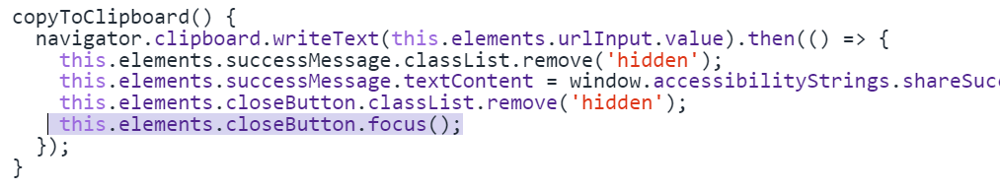 copyToClipboard() {
navigator.clipboard.writeText(this.elements.urlInput.value).then(() => {
this.elements.successMessage.classList.remove('hidden');
this.elements.successMessage.textContent = window.accessibilityStrings.shareSuc
this.elements.closeButton.classList.remove('hidden');
this.elements.closeButton.focus();
});
}